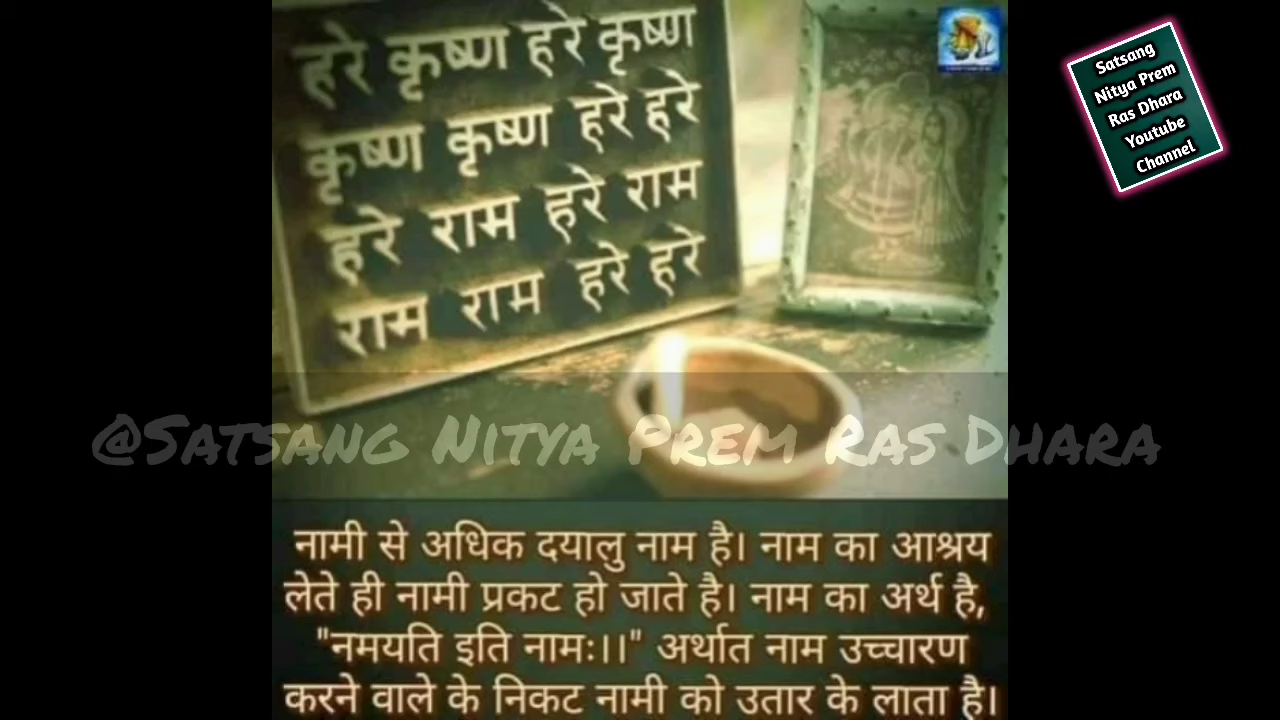 हरे कृष्ण हरे कृष्ण
कृष्ण कृष्ण हरे हरे
हरे राम हरे राम
राम राम हरे हरे
Satsang
Nitya Prem
Ras Dhara
Youtube
Channel
@Satsang Nitya Prem Ras Dhara
नामी से अधिक दयालु नाम है। नाम का आश्रय
लेते ही नामी प्रकट हो जाते है। नाम का अर्थ है,
"नमयति इति नामः।।" अर्थात नाम उच्चारण
करने वाले के निकट नामी को उतार के लाता है।